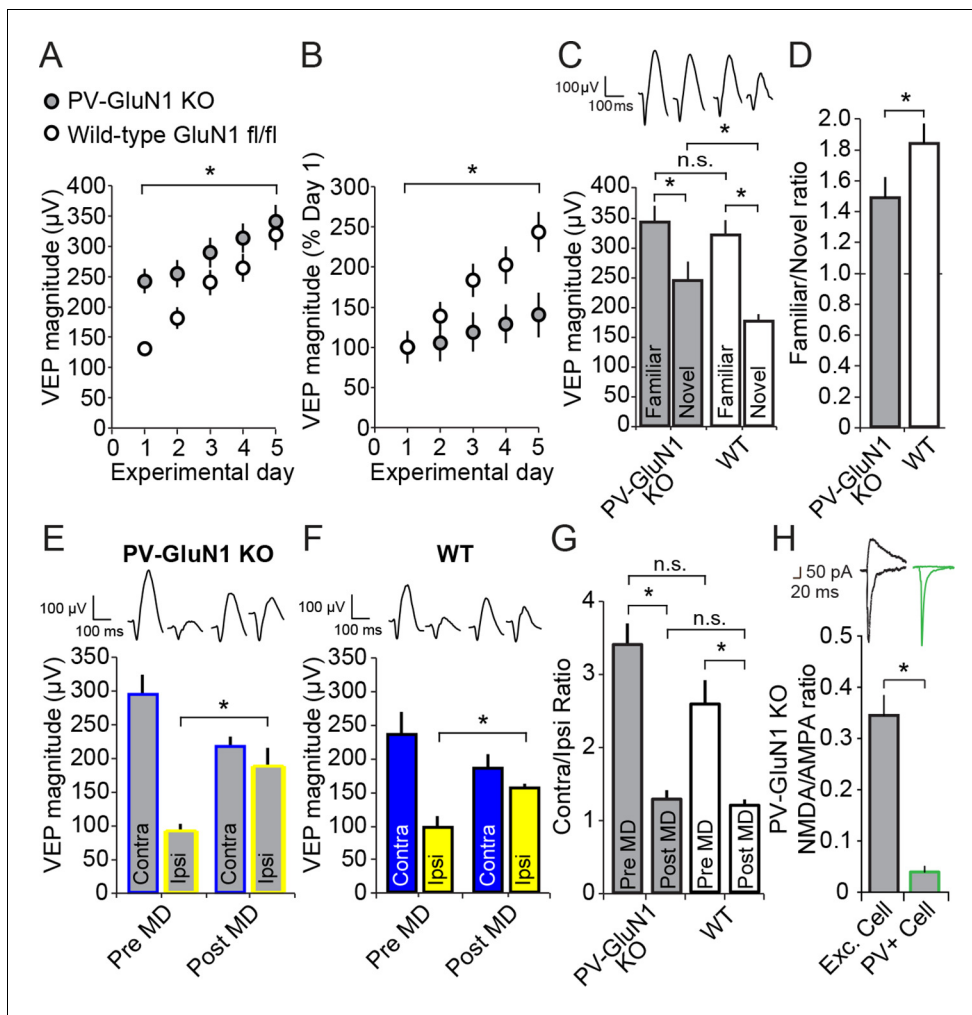 A
PV-GluN1 KO
Wild-type GluN1 fl/fl
*
VEP magnitude (µV)
400
350
300
250
200
150
100
50
0
0 1 2 3 4 5
Experimental day
B
*
VEP magnitude (% Day 1)
300
250
200
150
100
50
0
0 1 2 3 4 5
Experimental day
C
100 µV
100 ms
*
n.s.
* *
VEP magnitude (µV)
400
350
300
250
200
150
100
50
0
Familiar
Novel
Familiar
Novel
PV-GluN1
KO
WT
D
*
Familiar/Novel ratio
2.0
1.8
1.6
1.4
1.2
1.0
1.2
1.4
1.6
1.8
2.0
PV-GluN1
KO
WT
E
PV-GluN1 KO
100 µV
100 ms
*
VEP magnitude (µV)
350
300
250
200
150
100
50
0
Contra
Ipsi
Contra
Ipsi
Pre MD
Post MD
F
WT
100 µV
100 ms
*
VEP magnitude (µV)
350
300
250
200
150
100
50
0
Contra
Ipsi
Contra
Ipsi
Pre MD
Post MD
G
n.s.
*
n.s.
*
Contra/Ipsi Ratio
4
3
2
1
0
Pre MD
Post MD
Pre MD
Post MD
PV-GluN1
KO
WT
H
50 pA
20 ms
*
PV-GluN1 KO
NMDA/AMPA ratio
0.5
0.4
0.3
0.2
0.1
0
Exc. Cell
PV+ Cell